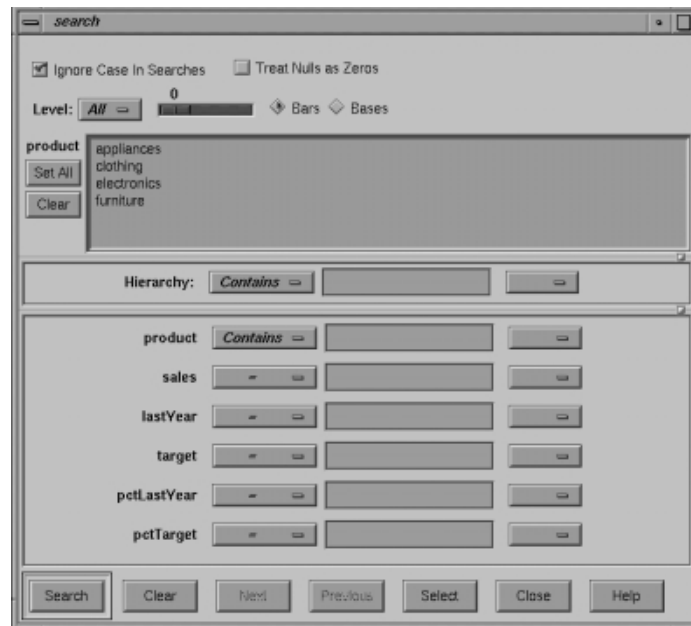 search
Ignore Case In Searches Treat Nulls as Zeros
0
Level: All Bars Bases
product
Set All
Clear
appliances
clothing
electronics
furniture
Hierarchy: Contains
product Contains
sales =
lastYear =
target =
pctLastYear =
pctTarget =
Search Clear Next Previous Select Close Help